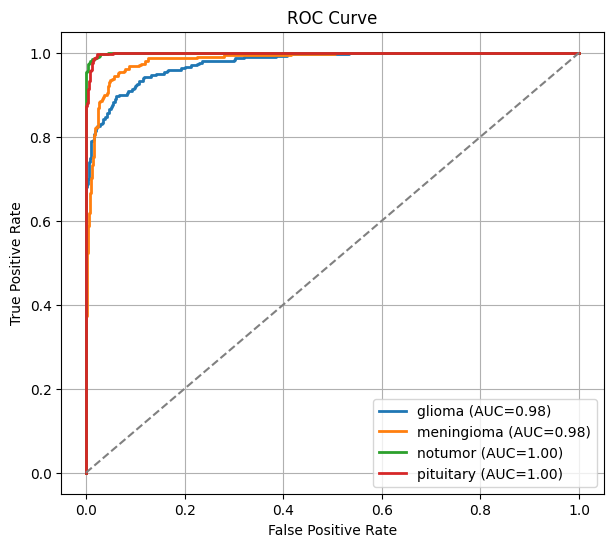 ROC Curve
True Positive Rate
1.0
0.8
0.6
0.4
0.2
0.0
0.0 0.2 0.4 0.6 0.8 1.0
False Positive Rate
glioma (AUC=0.98)
meningioma (AUC=0.98)
notumor (AUC=1.00)
pituitary (AUC=1.00)